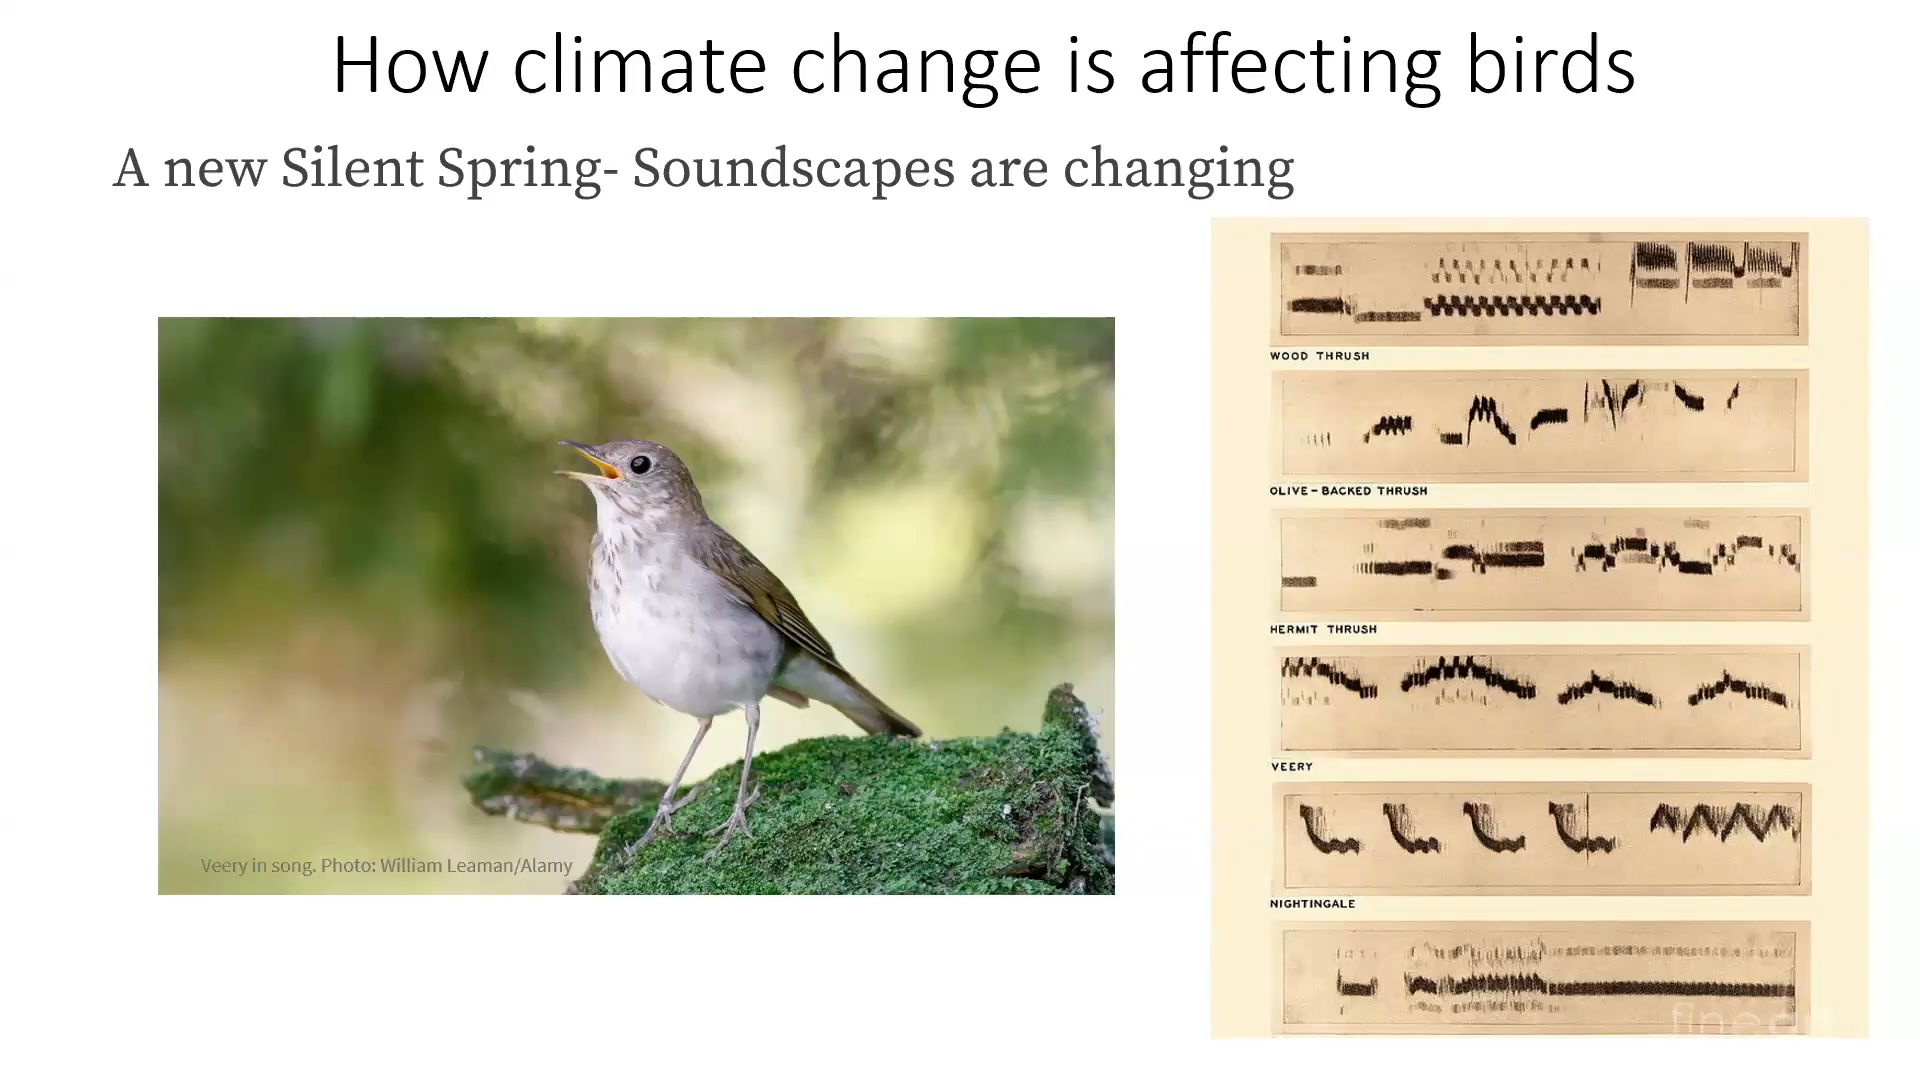 How climate change is affecting birds
A new Silent Spring- Soundscapes are changing
Veery in song. Photo: William Leaman/Alamy
WOOD THRUSH
OLIVE-BACKED THRUSH
HERMIT THRUSH
VEERY
NIGHTINGALE